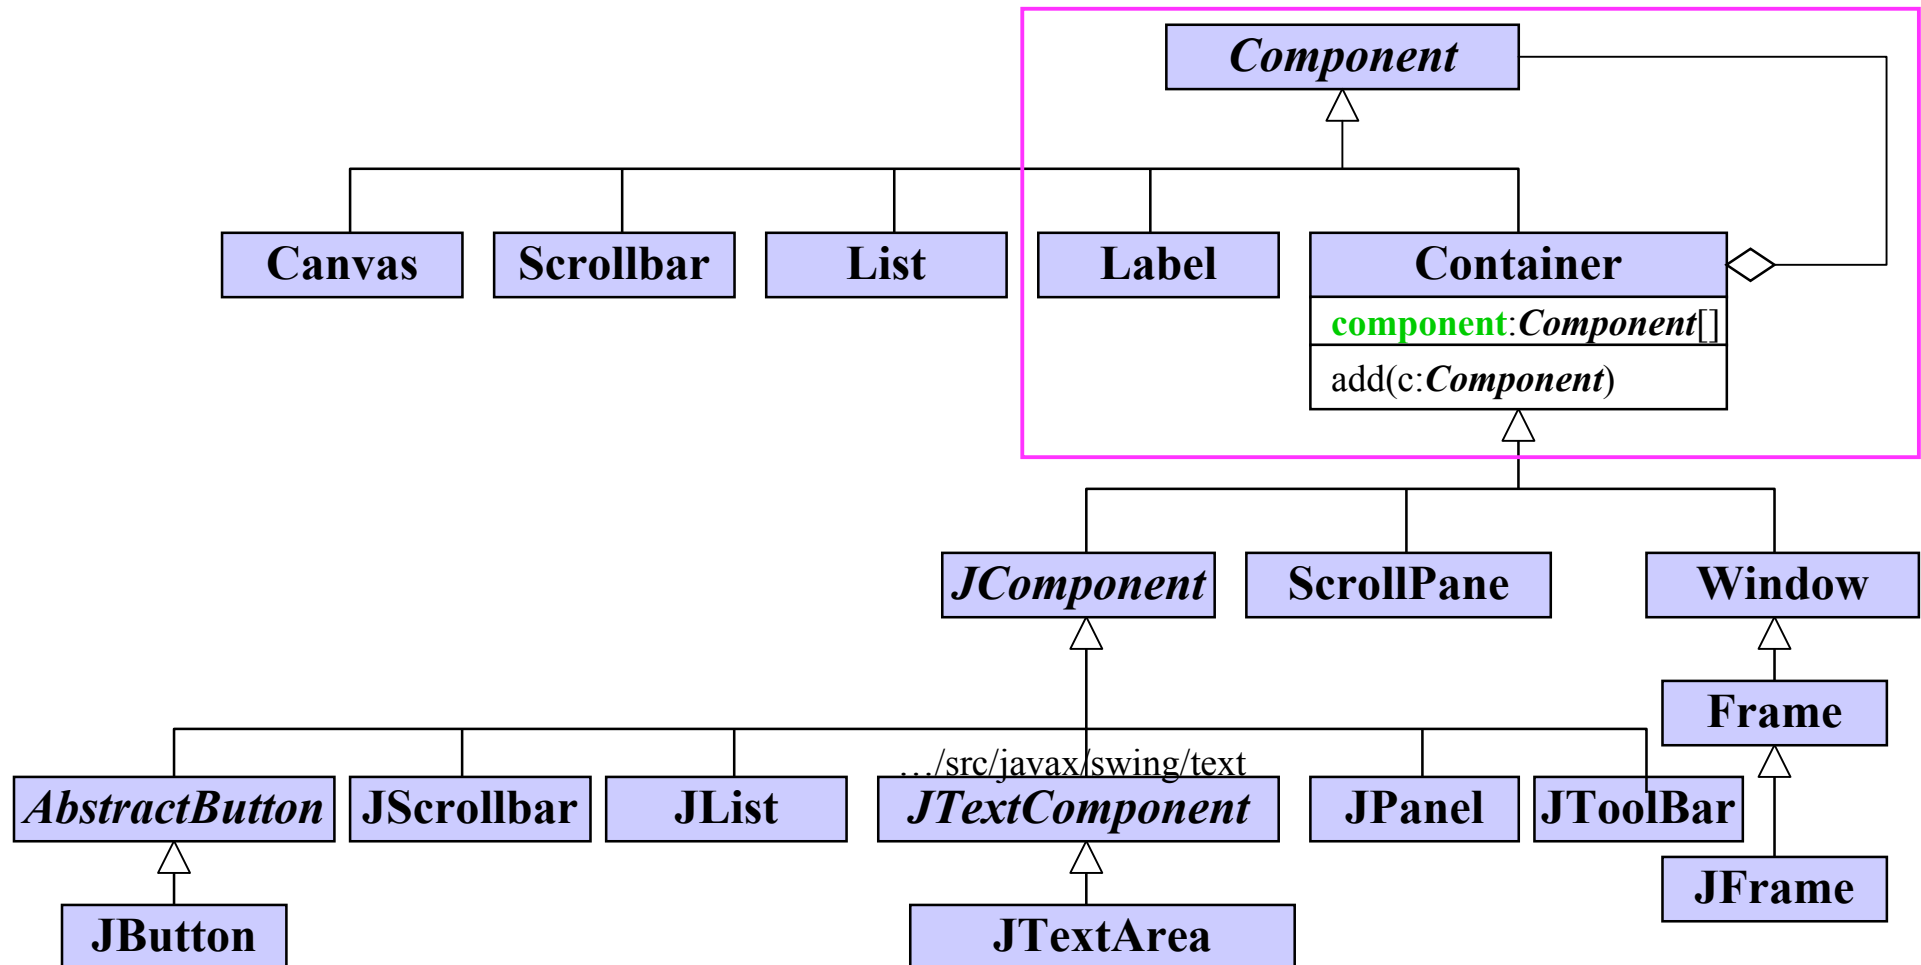 Component
Canvas
Scrollbar
List
Label
Container
component:Component[]
add(c:Component)
JComponent
ScrollPane
Window
Frame
…/src/javax/swing/text
AbstractButton
JScrollbar
JList
JTextComponent
JPanel
JToolBar
JFrame
JButton
JTextArea